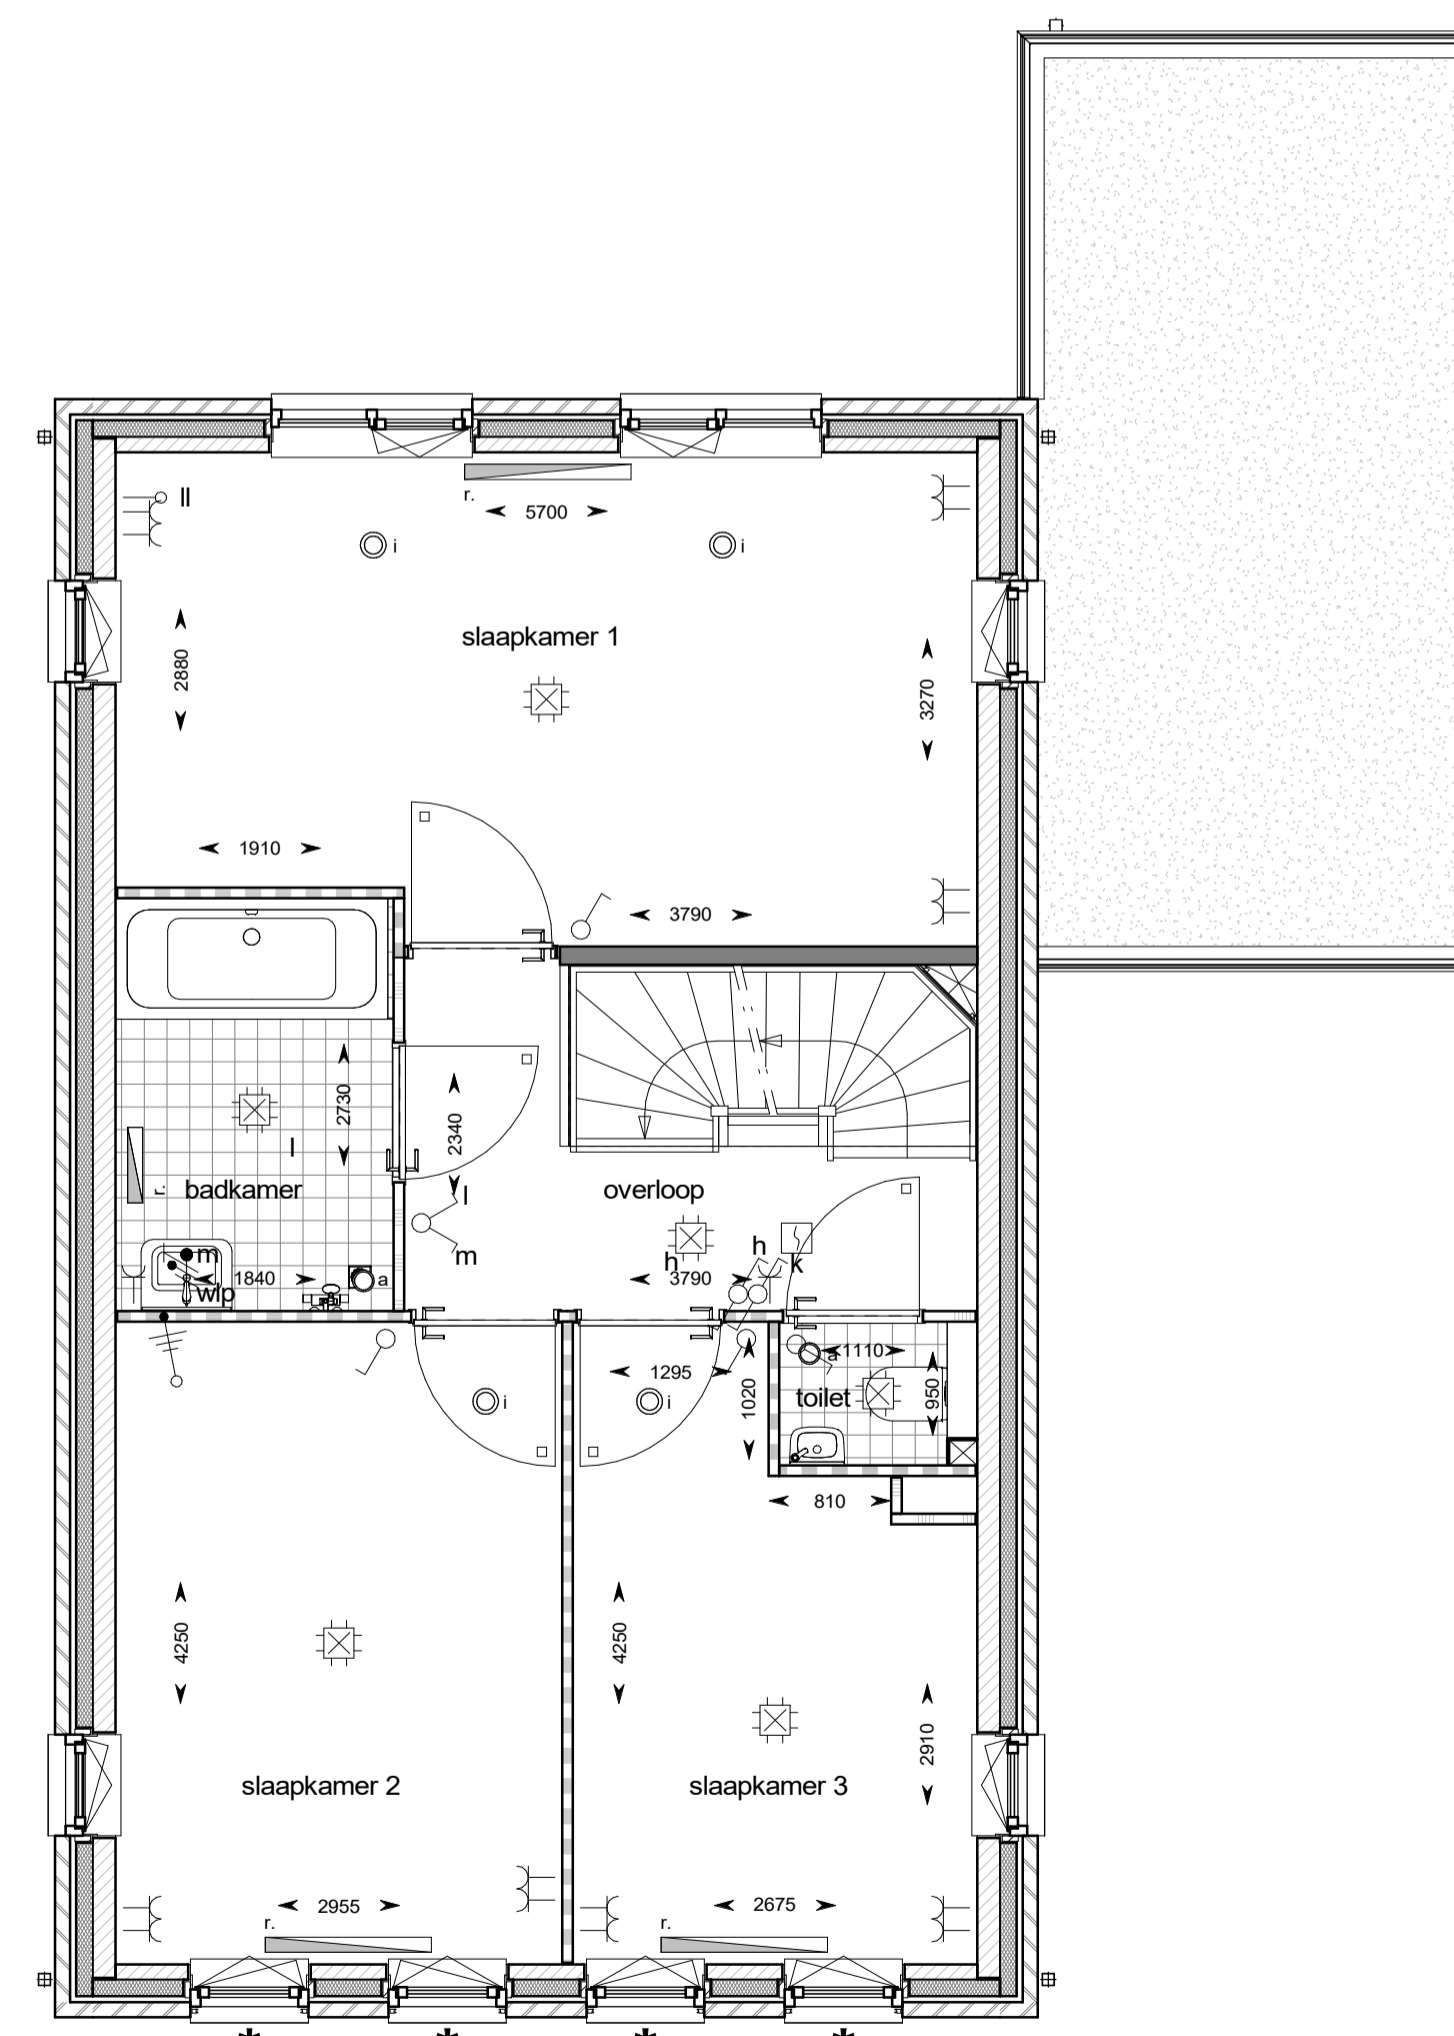 ll
r.
5700
i
i
slaapkamer 1
2880
3270
1910
3790
2730
2340
l
r.
badkamer
l
overloop
m
m
h
h
k
1840
a
3790
wlp
1295
1020
a
1110
toilet
950
i
i
810
4250
4250
2910
slaapkamer 2
slaapkamer 3
2955
2675
r.
r.
*
*
*
*